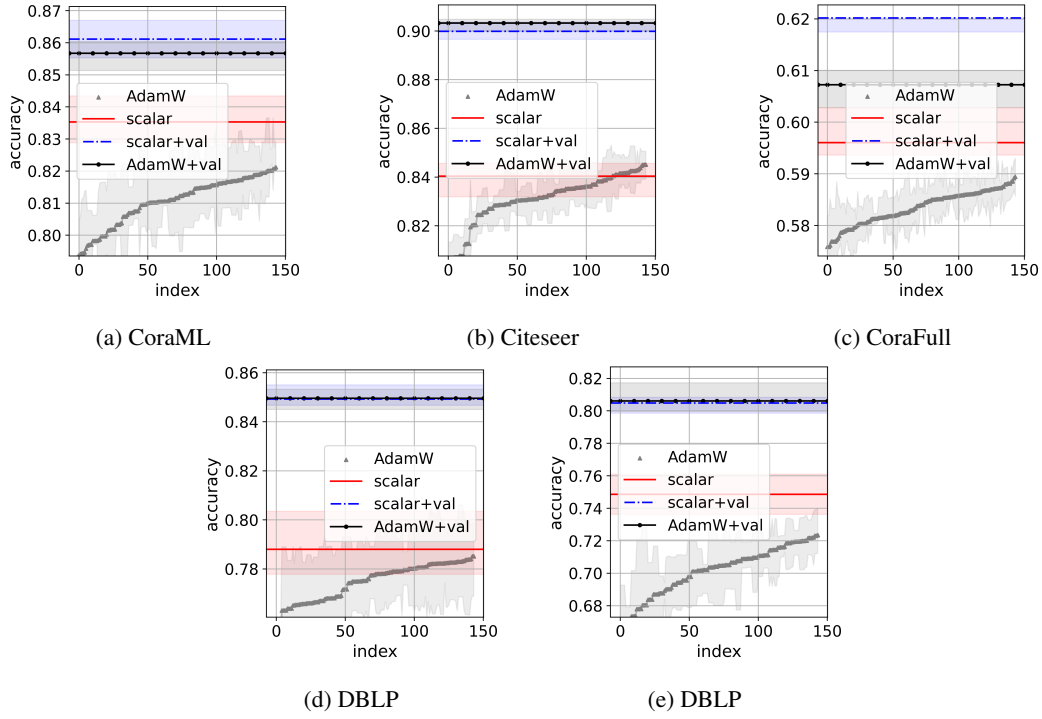 0.87
0.86
0.85
0.84
0.83
0.82
0.81
0.80
accuracy
AdamW
scalar
scalar+val
AdamW+val
0 50 100 150
index
(a) CoraML
0.90
0.88
0.86
0.84
0.82
accuracy
AdamW
scalar
scalar+val
AdamW+val
0 50 100 150
index
(b) Citeseer
0.62
0.61
0.60
0.59
0.58
accuracy
AdamW
scalar
scalar+val
AdamW+val
0 50 100 150
index
(c) CoraFull
0.86
0.84
0.82
0.80
0.78
accuracy
AdamW
scalar
scalar+val
AdamW+val
0 50 100 150
index
(d) DBLP
0.82
0.80
0.78
0.76
0.74
0.72
0.70
0.68
accuracy
AdamW
scalar
scalar+val
AdamW+val
0 50 100 150
index
(e) DBLP